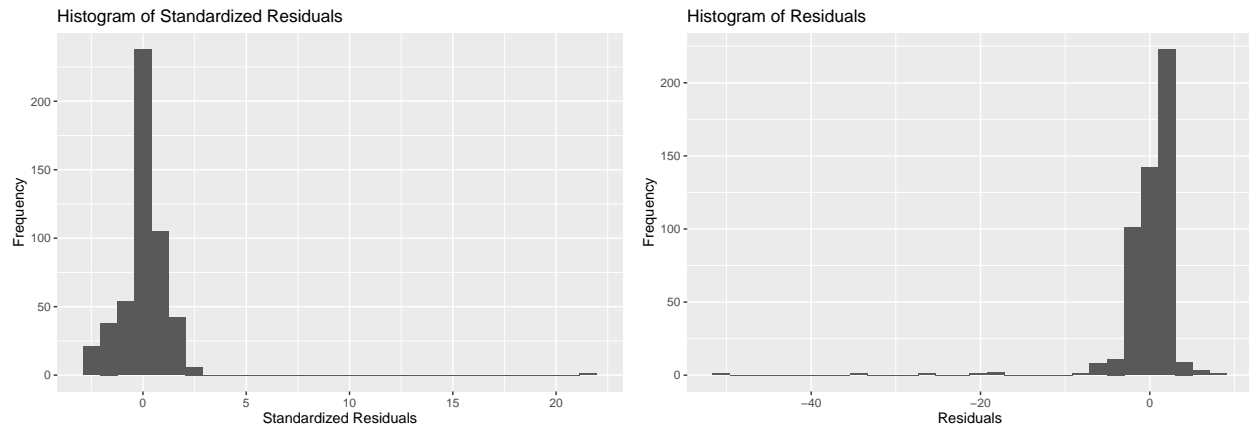 Histogram of Standardized Residuals
200
150
100
50
0
Frequency
0 5 10 15 20
Standardized Residuals
Histogram of Residuals
200
150
100
50
0
Frequency
−40 −20 0
Residuals